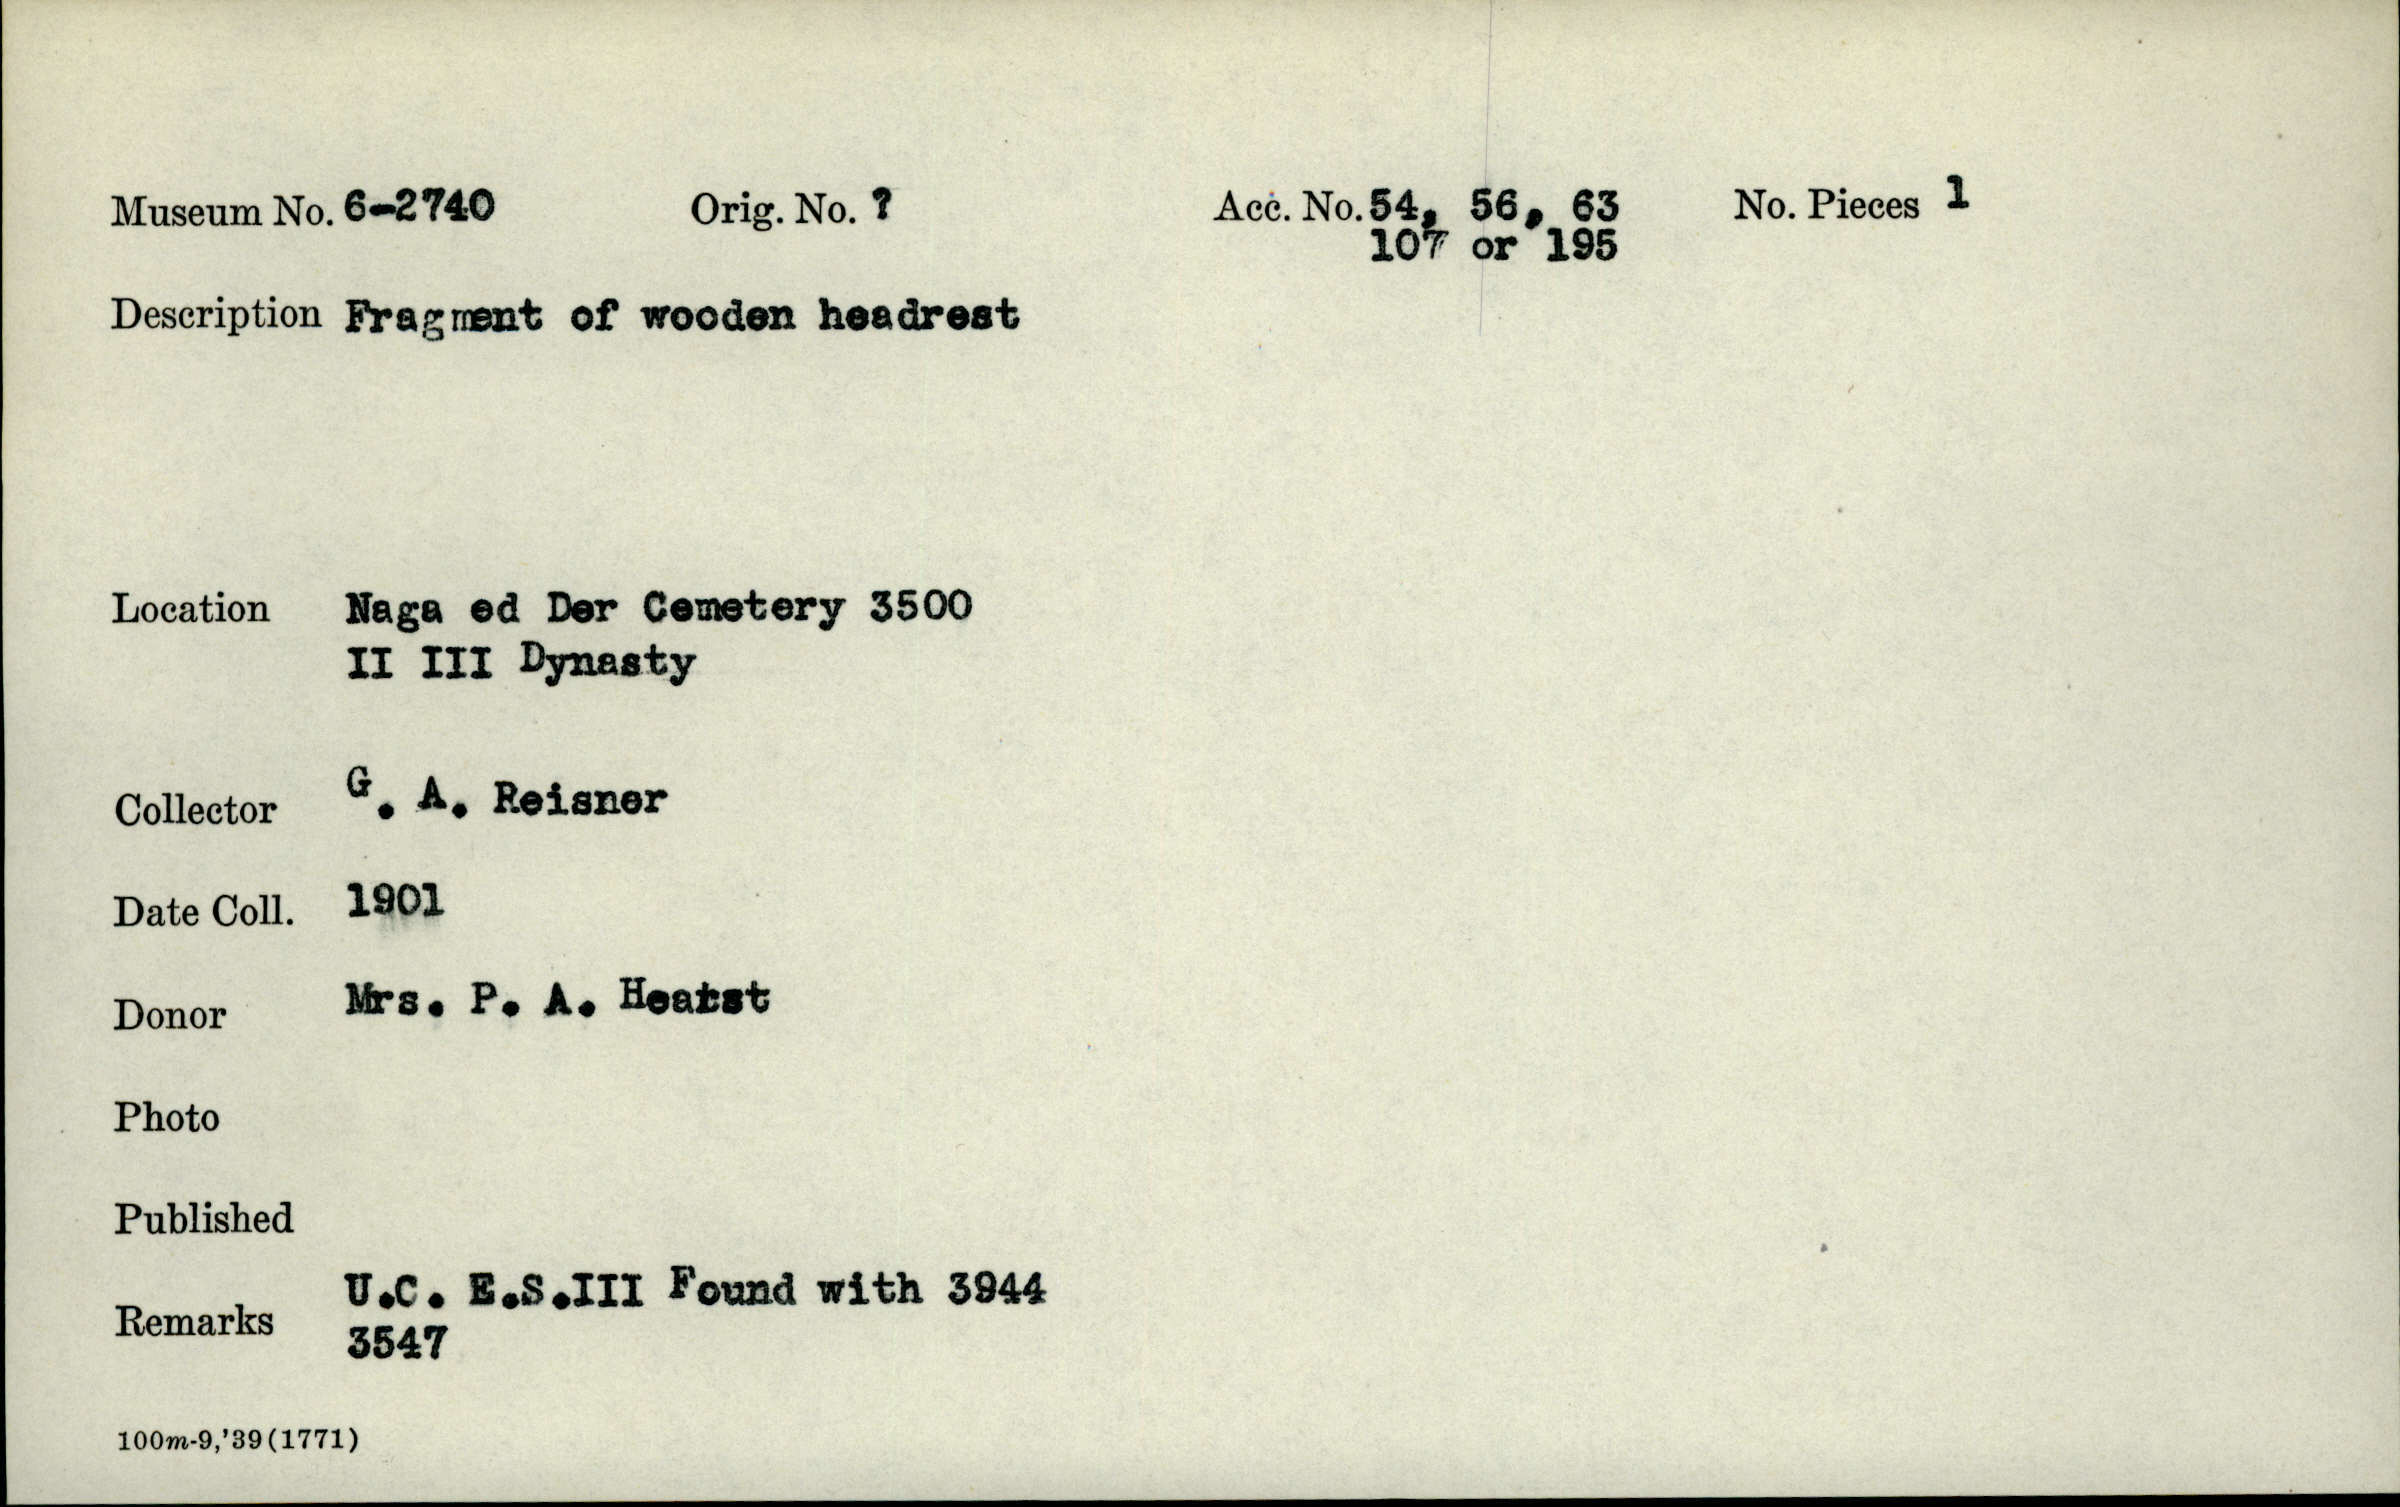 Museum No. 6-2740 Orig. No. ? Acc. No. 54, 56, 63 No. Pieces 1
107 or 195
Description Fragment of wooden headrest
Location Naga ed Der Cemetery 3500
II III Dynasty
Collector G. A. Reisner
Date Coll. 1901
Donor Mrs. P. A. Hearst
Photo
Published
Remarks U.C. E.S.III Found with 3944
3547
100m-9,'39(1771)